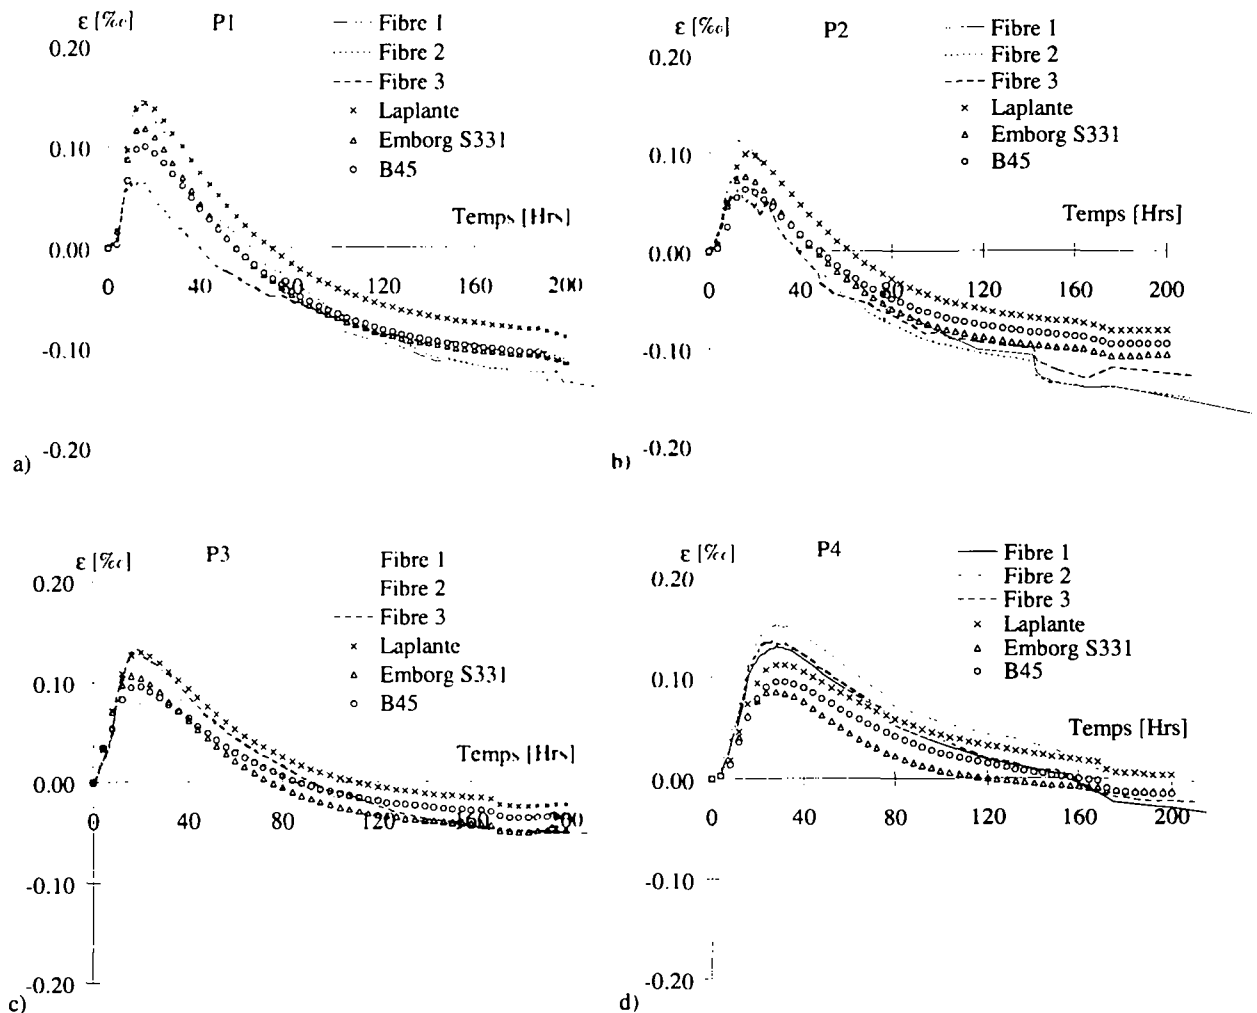 ε [‰]
P1
Fibre 1
Fibre 2
Fibre 3
Laplante
Emborg S331
B45
0.20
0.10
0.00
-0.10
-0.20
Temps [Hrs]
0 40 80 120 160 200
a)
ε [‰]
P2
Fibre 1
Fibre 2
Fibre 3
Laplante
Emborg S331
B45
0.20
0.10
0.00
-0.10
-0.20
Temps [Hrs]
0 40 80 120 160 200
b)
ε [‰]
P3
Fibre 1
Fibre 2
Fibre 3
Laplante
Emborg S331
B45
0.20
0.10
0.00
-0.10
-0.20
Temps [Hrs]
0 40 80 120 160 200
c)
ε [‰]
P4
Fibre 1
Fibre 2
Fibre 3
Laplante
Emborg S331
B45
0.20
0.10
0.00
-0.10
-0.20
Temps [Hrs]
0 40 80 120 160 200
d)